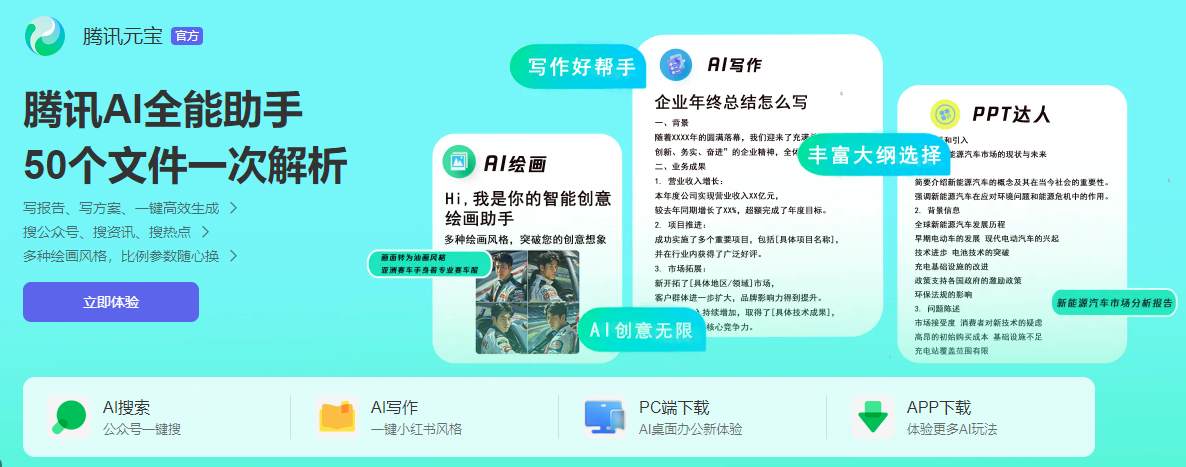 腾讯元宝 官方
腾讯AI全能助手
50个文件一次解析
写报告、写方案、一键高效生成
搜公众号、搜资讯、搜热点
多种绘画风格，比例参数随心换
立即体验
AI绘画
Hi,我是你的智能创意
绘画助手
多种绘画风格，突破您的创意想象
画面转为油画风格
亚洲赛车手身着专业赛车服
AI创意无限
写作好帮手
AI写作
企业年终总结怎么写
一、背景
随着XXXX年的圆满落幕，我们迎来了充满
创新、务实、奋进”的企业精神，全体
二、业务成果
1. 营业收入增长：
本年度公司实现营业收入XX亿元，
较去年同期增长了XX%，超额完成了年度目标。
2. 项目推进：
成功实施了多个重要项目，包括[具体项目名称]，
并在行业内获得了广泛好评。
3. 市场拓展：
新开拓了[具体地区/领域]市场，
客户群体进一步扩大，品牌影响力得到提升。
入持续增加，取得了[具体技术成果]，
核心竞争力。
丰富大纲选择
PPT达人
和引入
能源汽车市场的现状与未来
简要介绍新能源汽车的概念及其在当今社会的重要性。
强调新能源汽车在应对环境问题和能源危机中的作用。
2. 背景信息
全球新能源汽车发展历程
早期电动车的发展 现代电动汽车的兴起
技术进步 电池技术的突破
充电基础设施的改进
政策支持各国政府的激励政策
环保法规的影响
3. 问题陈述
市场接受度 消费者对新技术的疑虑
高昂的初始购买成本 基础设施不足
充电站覆盖范围有限
新能源汽车市场分析报告
AI搜索
公众号一键搜
AI写作
一键小红书风格
PC端下载
AI桌面办公新体验
APP下载
体验更多AI玩法